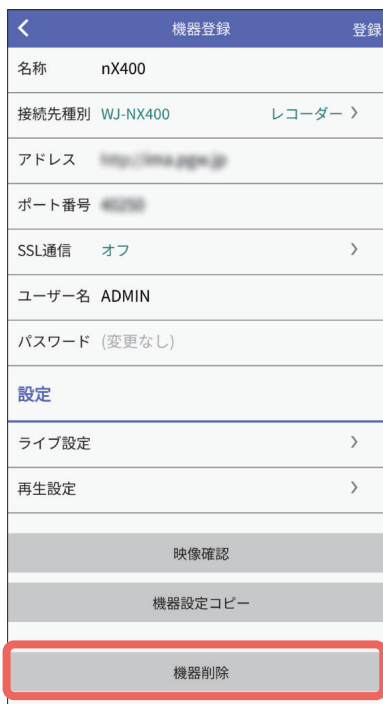 機器登録 登録
名称 nX400
接続先種別 WJ-NX400 レコーダー
アドレス
ポート番号
SSL通信 オフ
ユーザー名 ADMIN
パスワード (変更なし)
設定
ライブ設定
再生設定
映像確認
機器設定コピー
機器削除